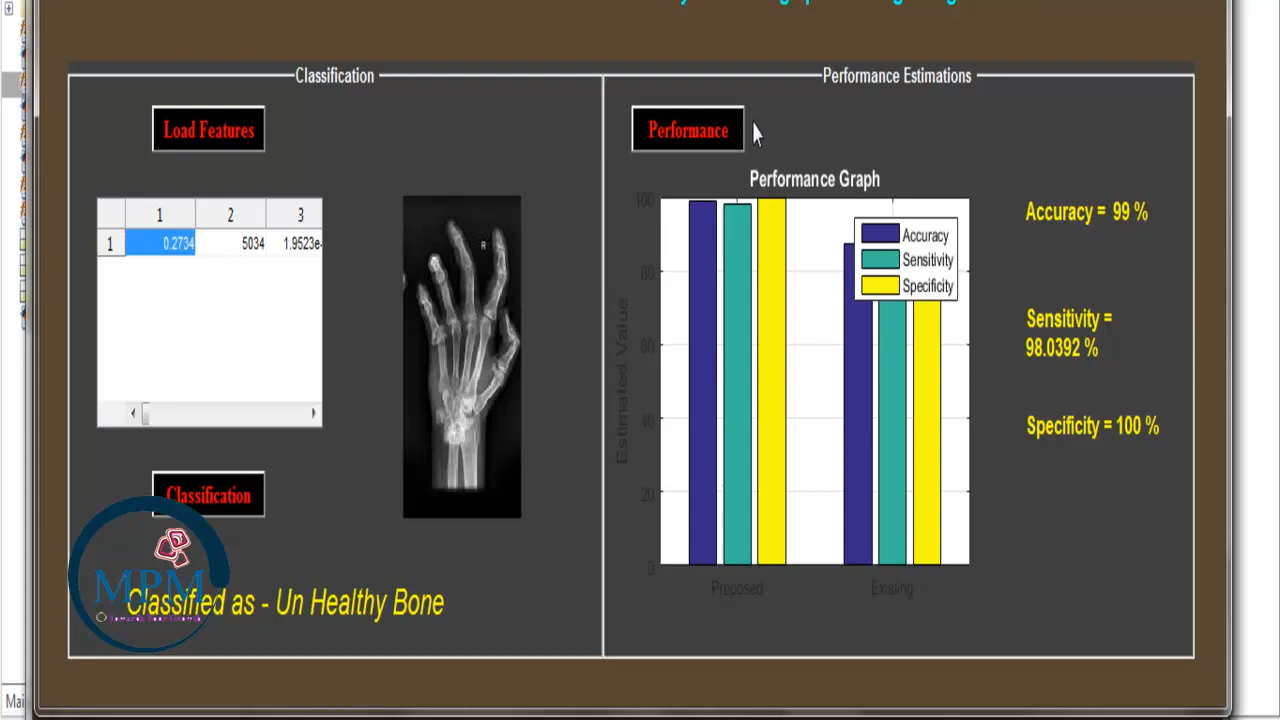 Classification
Performance Estimations
Load Features
Performance
1 2 3
1 0.2734 5034 1.9523e-
R
Classification
MPM
Classified as - Un Healthy Bone
Performance Graph
100
80
60
40
20
0
Estimated Value
Accuracy
Sensitivity
Specificity
Proposed Existing
Accuracy = 99 %
Sensitivity =
98.0392 %
Specificity = 100 %
Mai